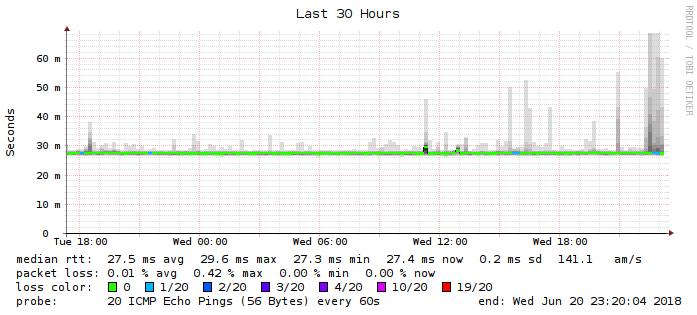 Last 30 Hours
RRDTOOL / TOBI OETIKER
Seconds
60 m
50 m
40 m
30 m
20 m
10 m
0
Tue 18:00 Wed 00:00 Wed 06:00 Wed 12:00 Wed 18:00
median rtt: 27.5 ms avg 29.6 ms max 27.3 ms min 27.4 ms now 0.2 ms sd 141.1 am/s
packet loss: 0.01 % avg 0.42 % max 0.00 % min 0.00 % now
loss color: 0 1/20 2/20 3/20 4/20 10/20 19/20
probe: 20 ICMP Echo Pings (56 Bytes) every 60s end: Wed Jun 20 23:20:04 2018